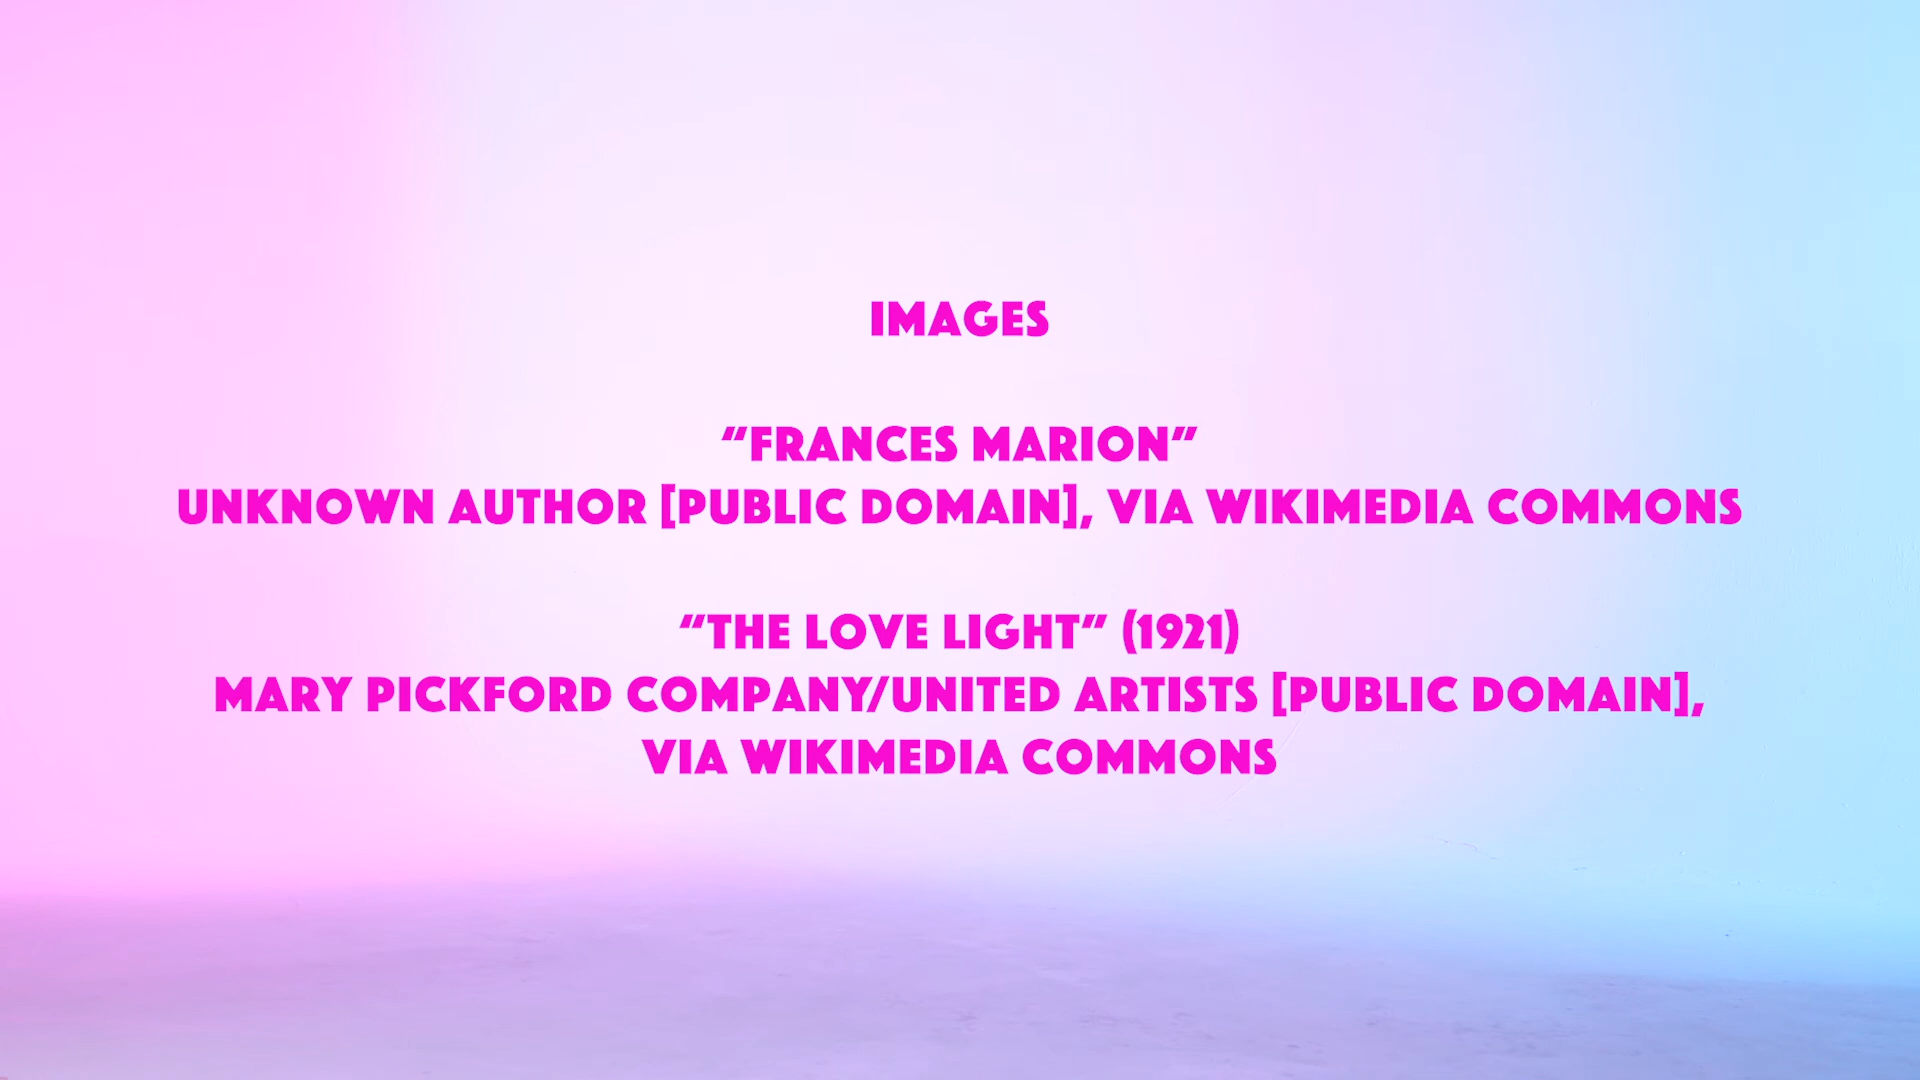 IMAGES
“FRANCES MARION”
UNKNOWN AUTHOR [PUBLIC DOMAIN], VIA WIKIMEDIA COMMONS
“THE LOVE LIGHT” (1921)
MARY PICKFORD COMPANY/UNITED ARTISTS [PUBLIC DOMAIN],
VIA WIKIMEDIA COMMONS